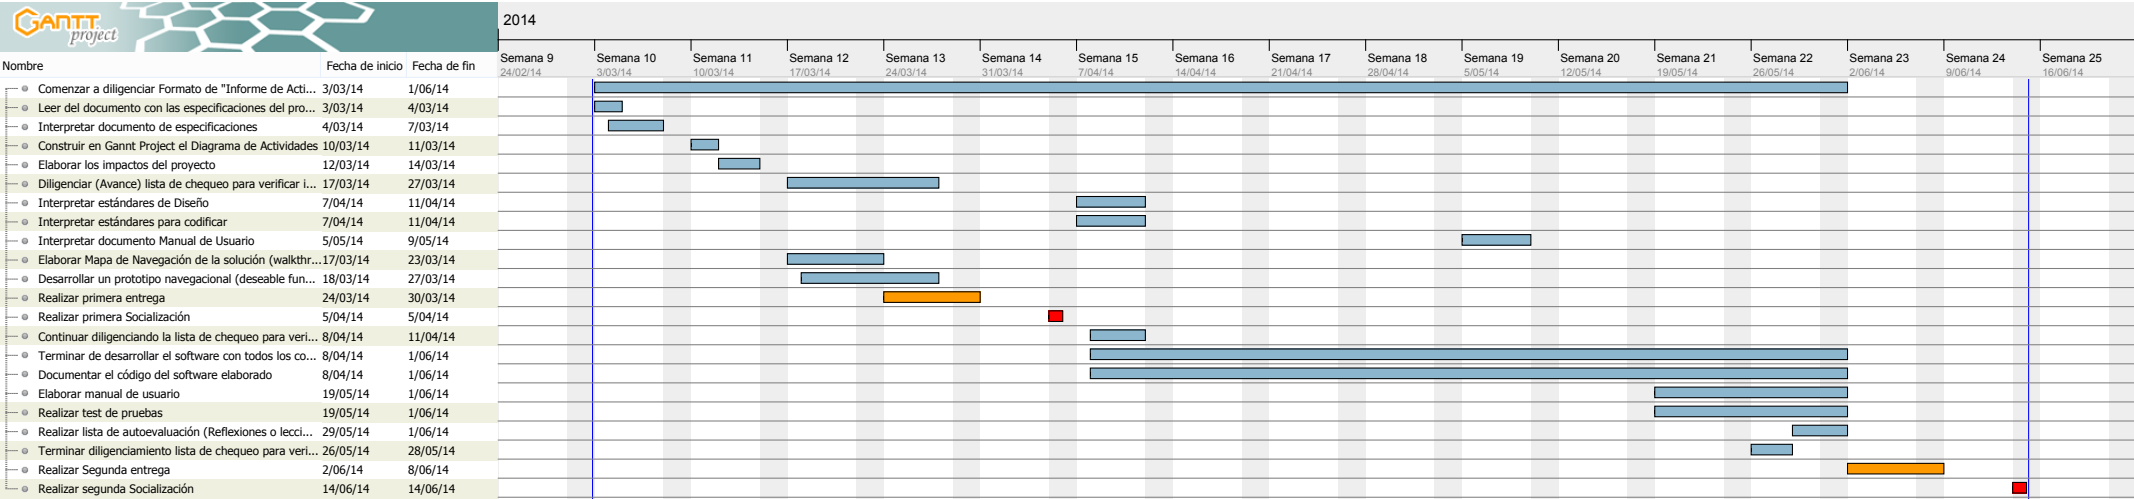 GANTT project
2014
Semana 9 Semana 10 Semana 11 Semana 12 Semana 13 Semana 14 Semana 15 Semana 16 Semana 17 Semana 18 Semana 19 Semana 20 Semana 21 Semana 22 Semana 23 Semana 24 Semana 25
Nombre Fecha de inicio Fecha de fin
24/02/14 3/03/14 10/03/14 17/03/14 24/03/14 31/03/14 7/04/14 14/04/14 21/04/14 28/04/14 5/05/14 12/05/14 19/05/14 26/05/14 2/06/14 9/06/14 16/06/14
Comenzar a diligenciar Formato de "Informe de Acti... 3/03/14 1/06/14
Leer del documento con las especificaciones del pro... 3/03/14 4/03/14
Interpretar documento de especificaciones 4/03/14 7/03/14
Construir en Gannt Project el Diagrama de Actividades 10/03/14 11/03/14
Elaborar los impactos del proyecto 12/03/14 14/03/14
Diligenciar (Avance) lista de chequeo para verificar i... 17/03/14 27/03/14
Interpretar estándares de Diseño 7/04/14 11/04/14
Interpretar estándares para codificar 7/04/14 11/04/14
Interpretar documento Manual de Usuario 5/05/14 9/05/14
Elaborar Mapa de Navegación de la solución (walkthr... 17/03/14 23/03/14
Desarrollar un prototipo navegacional (deseable fun... 18/03/14 27/03/14
Realizar primera entrega 24/03/14 30/03/14
Realizar primera Socialización 5/04/14 5/04/14
Continuar diligenciando la lista de chequeo para veri... 8/04/14 11/04/14
Terminar de desarrollar el software con todos los co... 8/04/14 1/06/14
Documentar el código del software elaborado 8/04/14 1/06/14
Elaborar manual de usuario 19/05/14 1/06/14
Realizar test de pruebas 19/05/14 1/06/14
Realizar lista de autoevaluación (Reflexiones o lecci... 29/05/14 1/06/14
Terminar diligenciamiento lista de chequeo para veri... 26/05/14 28/05/14
Realizar Segunda entrega 2/06/14 8/06/14
Realizar segunda Socialización 14/06/14 14/06/14